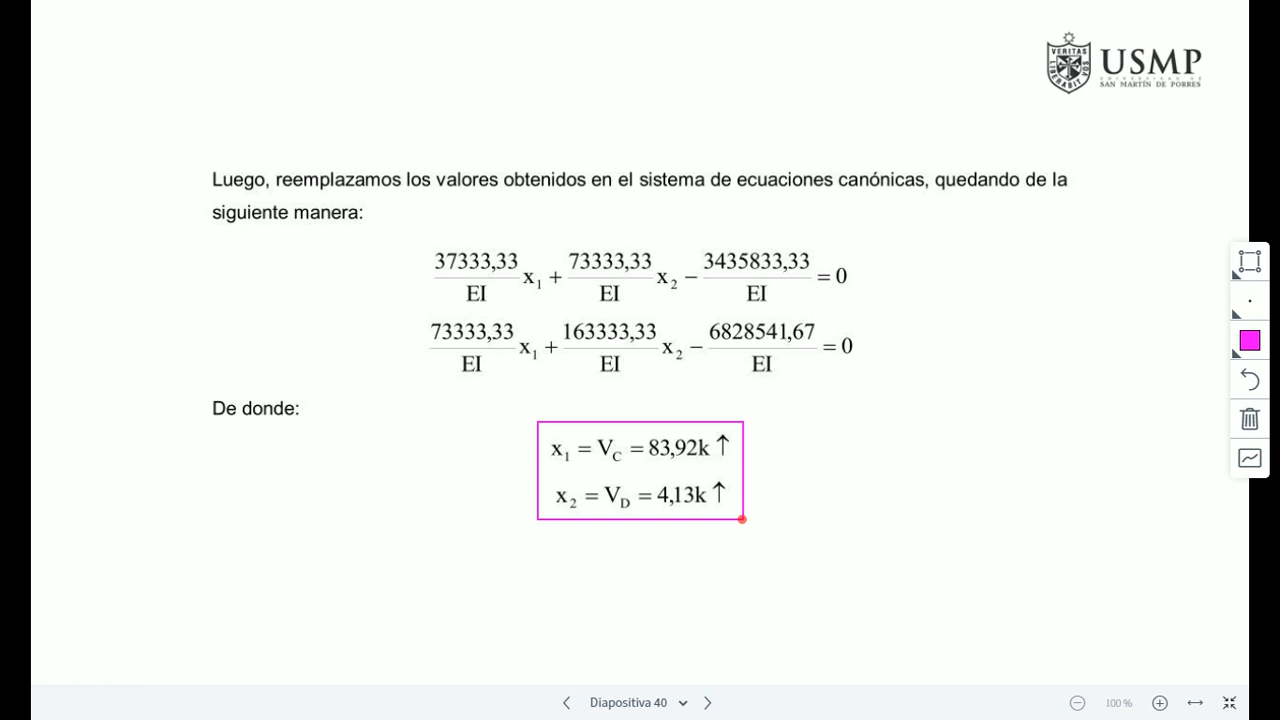 VERITAS
LIBERABIT VOS
USMP
UNIVERSIDAD DE
SAN MARTÍN DE PORRES
Luego, reemplazamos los valores obtenidos en el sistema de ecuaciones canónicas, quedando de la
siguiente manera:
37333,33/EI x₁ + 73333,33/EI x₂ − 3435833,33/EI = 0
73333,33/EI x₁ + 163333,33/EI x₂ − 6828541,67/EI = 0
De donde:
x₁ = V_C = 83,92k ↑
x₂ = V_D = 4,13k ↑
Diapositiva 40
100 %